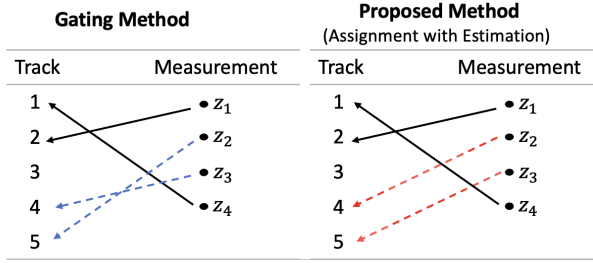 Gating Method
Track Measurement
1 z₁
2 z₂
3 z₃
4 z₄
5
Proposed Method
(Assignment with Estimation)
Track Measurement
1 z₁
2 z₂
3 z₃
4 z₄
5